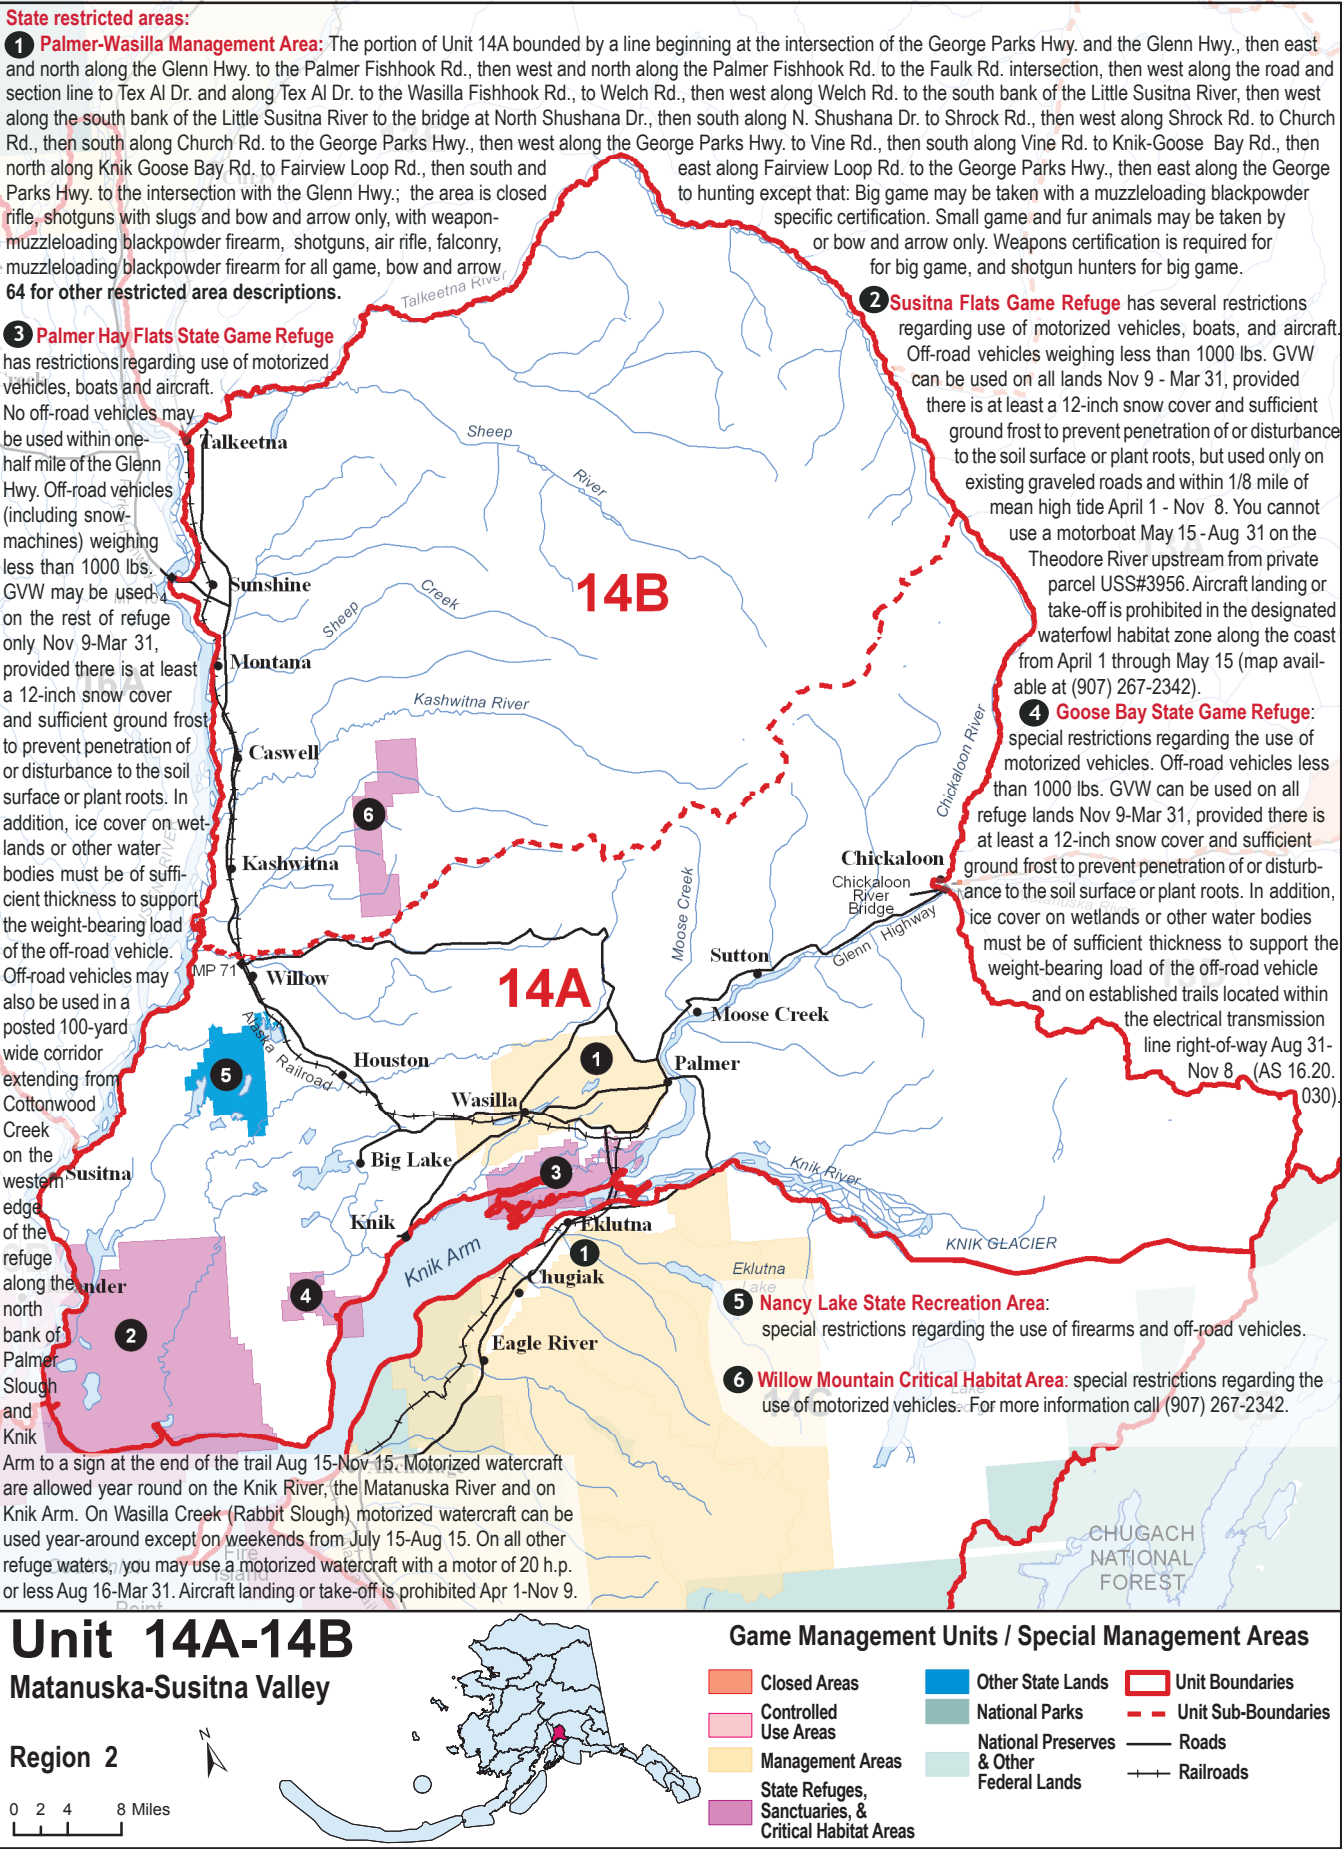 State restricted areas:
1 Palmer-Wasilla Management Area: The portion of Unit 14A bounded by a line beginning at the intersection of the George Parks Hwy. and the Glenn Hwy., then east
and north along the Glenn Hwy. to the Palmer Fishhook Rd., then west and north along the Palmer Fishhook Rd. to the Faulk Rd. intersection, then west along the road and
section line to Tex Al Dr. and along Tex Al Dr. to the Wasilla Fishhook Rd., to Welch Rd., then west along Welch Rd. to the south bank of the Little Susitna River, then west
along the south bank of the Little Susitna River to the bridge at North Shushana Dr., then south along N. Shushana Dr. to Shrock Rd., then west along Shrock Rd. to Church
Rd., then south along Church Rd. to the George Parks Hwy., then west along the George Parks Hwy. to Vine Rd., then south along Vine Rd. to Knik-Goose Bay Rd., then
north along Knik Goose Bay Rd. to Fairview Loop Rd., then south and east along Fairview Loop Rd. to the George Parks Hwy., then east along the George
Parks Hwy. to the intersection with the Glenn Hwy.; the area is closed to hunting except that: Big game may be taken with a muzzleloading blackpowder
rifle, shotguns with slugs and bow and arrow only, with weapon- specific certification. Small game and fur animals may be taken by
muzzleloading blackpowder firearm, shotguns, air rifle, falconry, or bow and arrow only. Weapons certification is required for
muzzleloading blackpowder firearm for all game, bow and arrow for big game, and shotgun hunters for big game.
64 for other restricted area descriptions.
3 Palmer Hay Flats State Game Refuge
has restrictions regarding use of motorized
vehicles, boats and aircraft.
No off-road vehicles may
be used within one-
half mile of the Glenn
Hwy. Off-road vehicles
(including snow-
machines) weighing
less than 1000 lbs.
GVW may be used
on the rest of refuge
only Nov 9-Mar 31,
provided there is at least
a 12-inch snow cover
and sufficient ground frost
to prevent penetration of
or disturbance to the soil
surface or plant roots. In
addition, ice cover on wet-
lands or other water
bodies must be of suffi-
cient thickness to support
the weight-bearing load
of the off-road vehicle.
Off-road vehicles may
also be used in a
posted 100-yard
wide corridor
extending from
Cottonwood
Creek
on the
western
edge
of the
refuge
along the
north
bank of
Palmer
Slough
and
Knik
Arm to a sign at the end of the trail Aug 15-Nov 15. Motorized watercraft
are allowed year round on the Knik River, the Matanuska River and on
Knik Arm. On Wasilla Creek (Rabbit Slough) motorized watercraft can be
used year-around except on weekends from July 15-Aug 15. On all other
refuge waters, you may use a motorized watercraft with a motor of 20 h.p.
or less Aug 16-Mar 31. Aircraft landing or take-off is prohibited Apr 1-Nov 9.
2 Susitna Flats Game Refuge has several restrictions
regarding use of motorized vehicles, boats, and aircraft.
Off-road vehicles weighing less than 1000 lbs. GVW
can be used on all lands Nov 9 - Mar 31, provided
there is at least a 12-inch snow cover and sufficient
ground frost to prevent penetration of or disturbance
to the soil surface or plant roots, but used only on
existing graveled roads and within 1/8 mile of
mean high tide April 1 - Nov 8. You cannot
use a motorboat May 15 - Aug 31 on the
Theodore River upstream from private
parcel USS#3956. Aircraft landing or
take-off is prohibited in the designated
waterfowl habitat zone along the coast
from April 1 through May 15 (map avail-
able at (907) 267-2342).
4 Goose Bay State Game Refuge:
special restrictions regarding the use of
motorized vehicles. Off-road vehicles less
than 1000 lbs. GVW can be used on all
refuge lands Nov 9-Mar 31, provided there is
at least a 12-inch snow cover and sufficient
ground frost to prevent penetration of or disturb-
ance to the soil surface or plant roots. In addition,
ice cover on wetlands or other water bodies
must be of sufficient thickness to support the
weight-bearing load of the off-road vehicle
and on established trails located within
the electrical transmission
line right-of-way Aug 31-
Nov 8 (AS 16.20.
030).
5 Nancy Lake State Recreation Area:
special restrictions regarding the use of firearms and off-road vehicles.
6 Willow Mountain Critical Habitat Area: special restrictions regarding the
use of motorized vehicles. For more information call (907) 267-2342.
Talkeetna River
Talkeetna
Sheep
River
Sunshine
14B
13A
Sheep
Creek
Montana
16A
Kashwitna River
Chickaloon River
Caswell
6
Kashwitna
Chickaloon
Chickaloon
River
Bridge
Moose Creek
Glenn Highway
Matanuska River
Sutton
MP 71
Willow
14A
13D
Moose Creek
Alaska Railroad
5
Houston
1
Palmer
Wasilla
Big Lake
3
Knik River
Susitna
Knik
Eklutna
Knik Arm
1
KNIK GLACIER
Eklutna
Lake
Chugiak
4
2
Eagle River
14C
Lake
George
Anchorage
Fire
Island
Point
CHUGACH
NATIONAL
FOREST
Unit 14A-14B
Matanuska-Susitna Valley
Region 2
N
0 2 4 8 Miles
Game Management Units / Special Management Areas
Closed Areas
Controlled
Use Areas
Management Areas
State Refuges,
Sanctuaries, &
Critical Habitat Areas
Other State Lands
National Parks
National Preserves
& Other
Federal Lands
Unit Boundaries
Unit Sub-Boundaries
Roads
Railroads